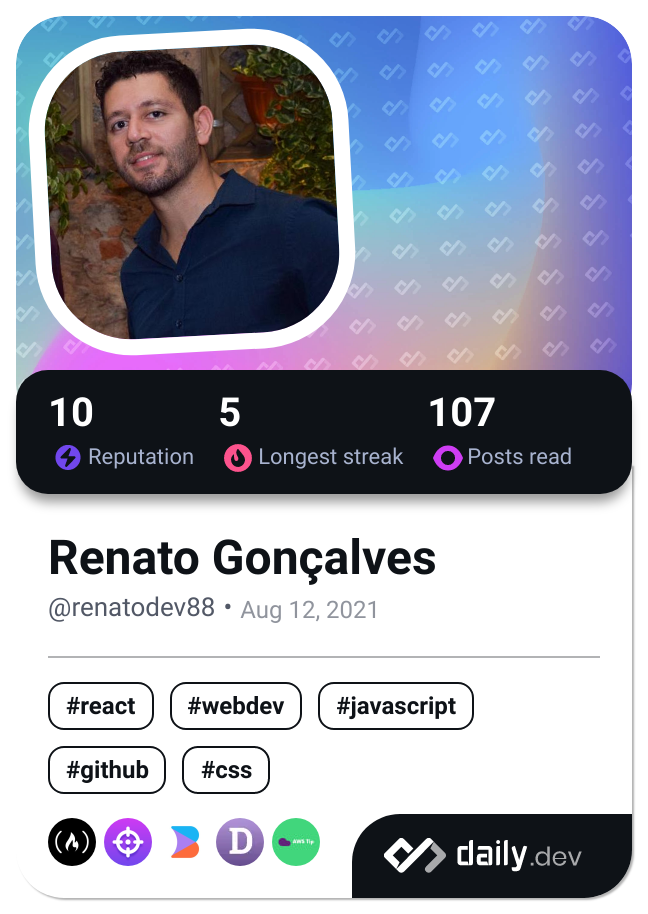 10 5 107
Reputation Longest streak Posts read
Renato Gonçalves
@renatodev88 • Aug 12, 2021
#react #webdev #javascript
#github #css
D AWS Tip
daily.dev